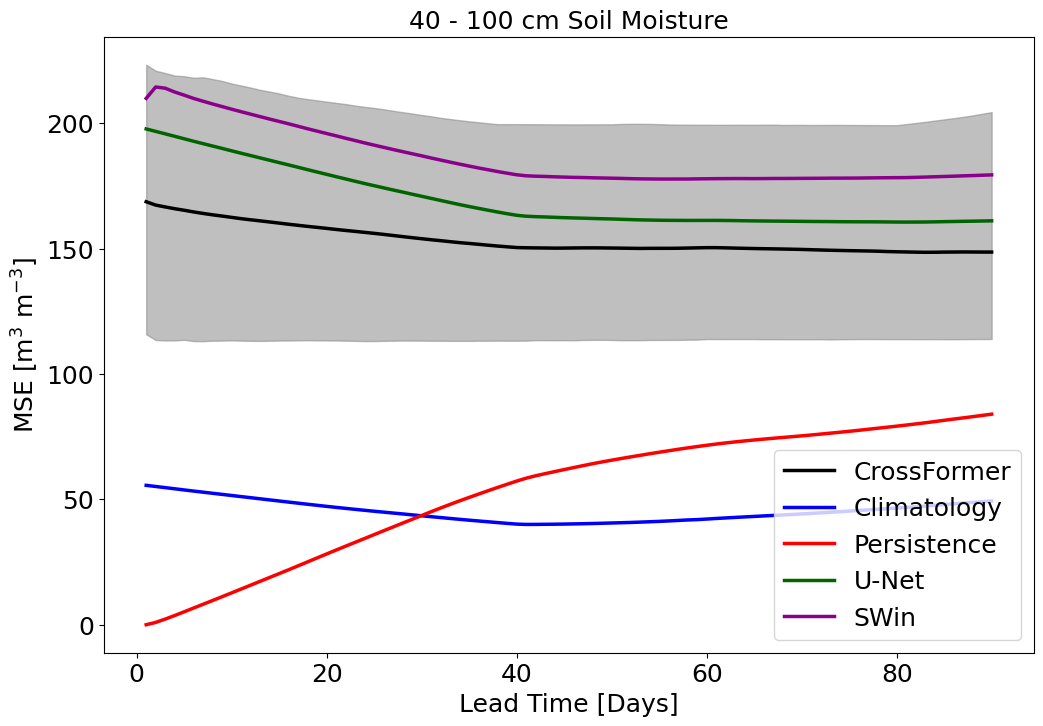 40 - 100 cm Soil Moisture
MSE [m³ m⁻³]
200
150
100
50
0
0 20 40 60 80
Lead Time [Days]
CrossFormer
Climatology
Persistence
U-Net
SWin